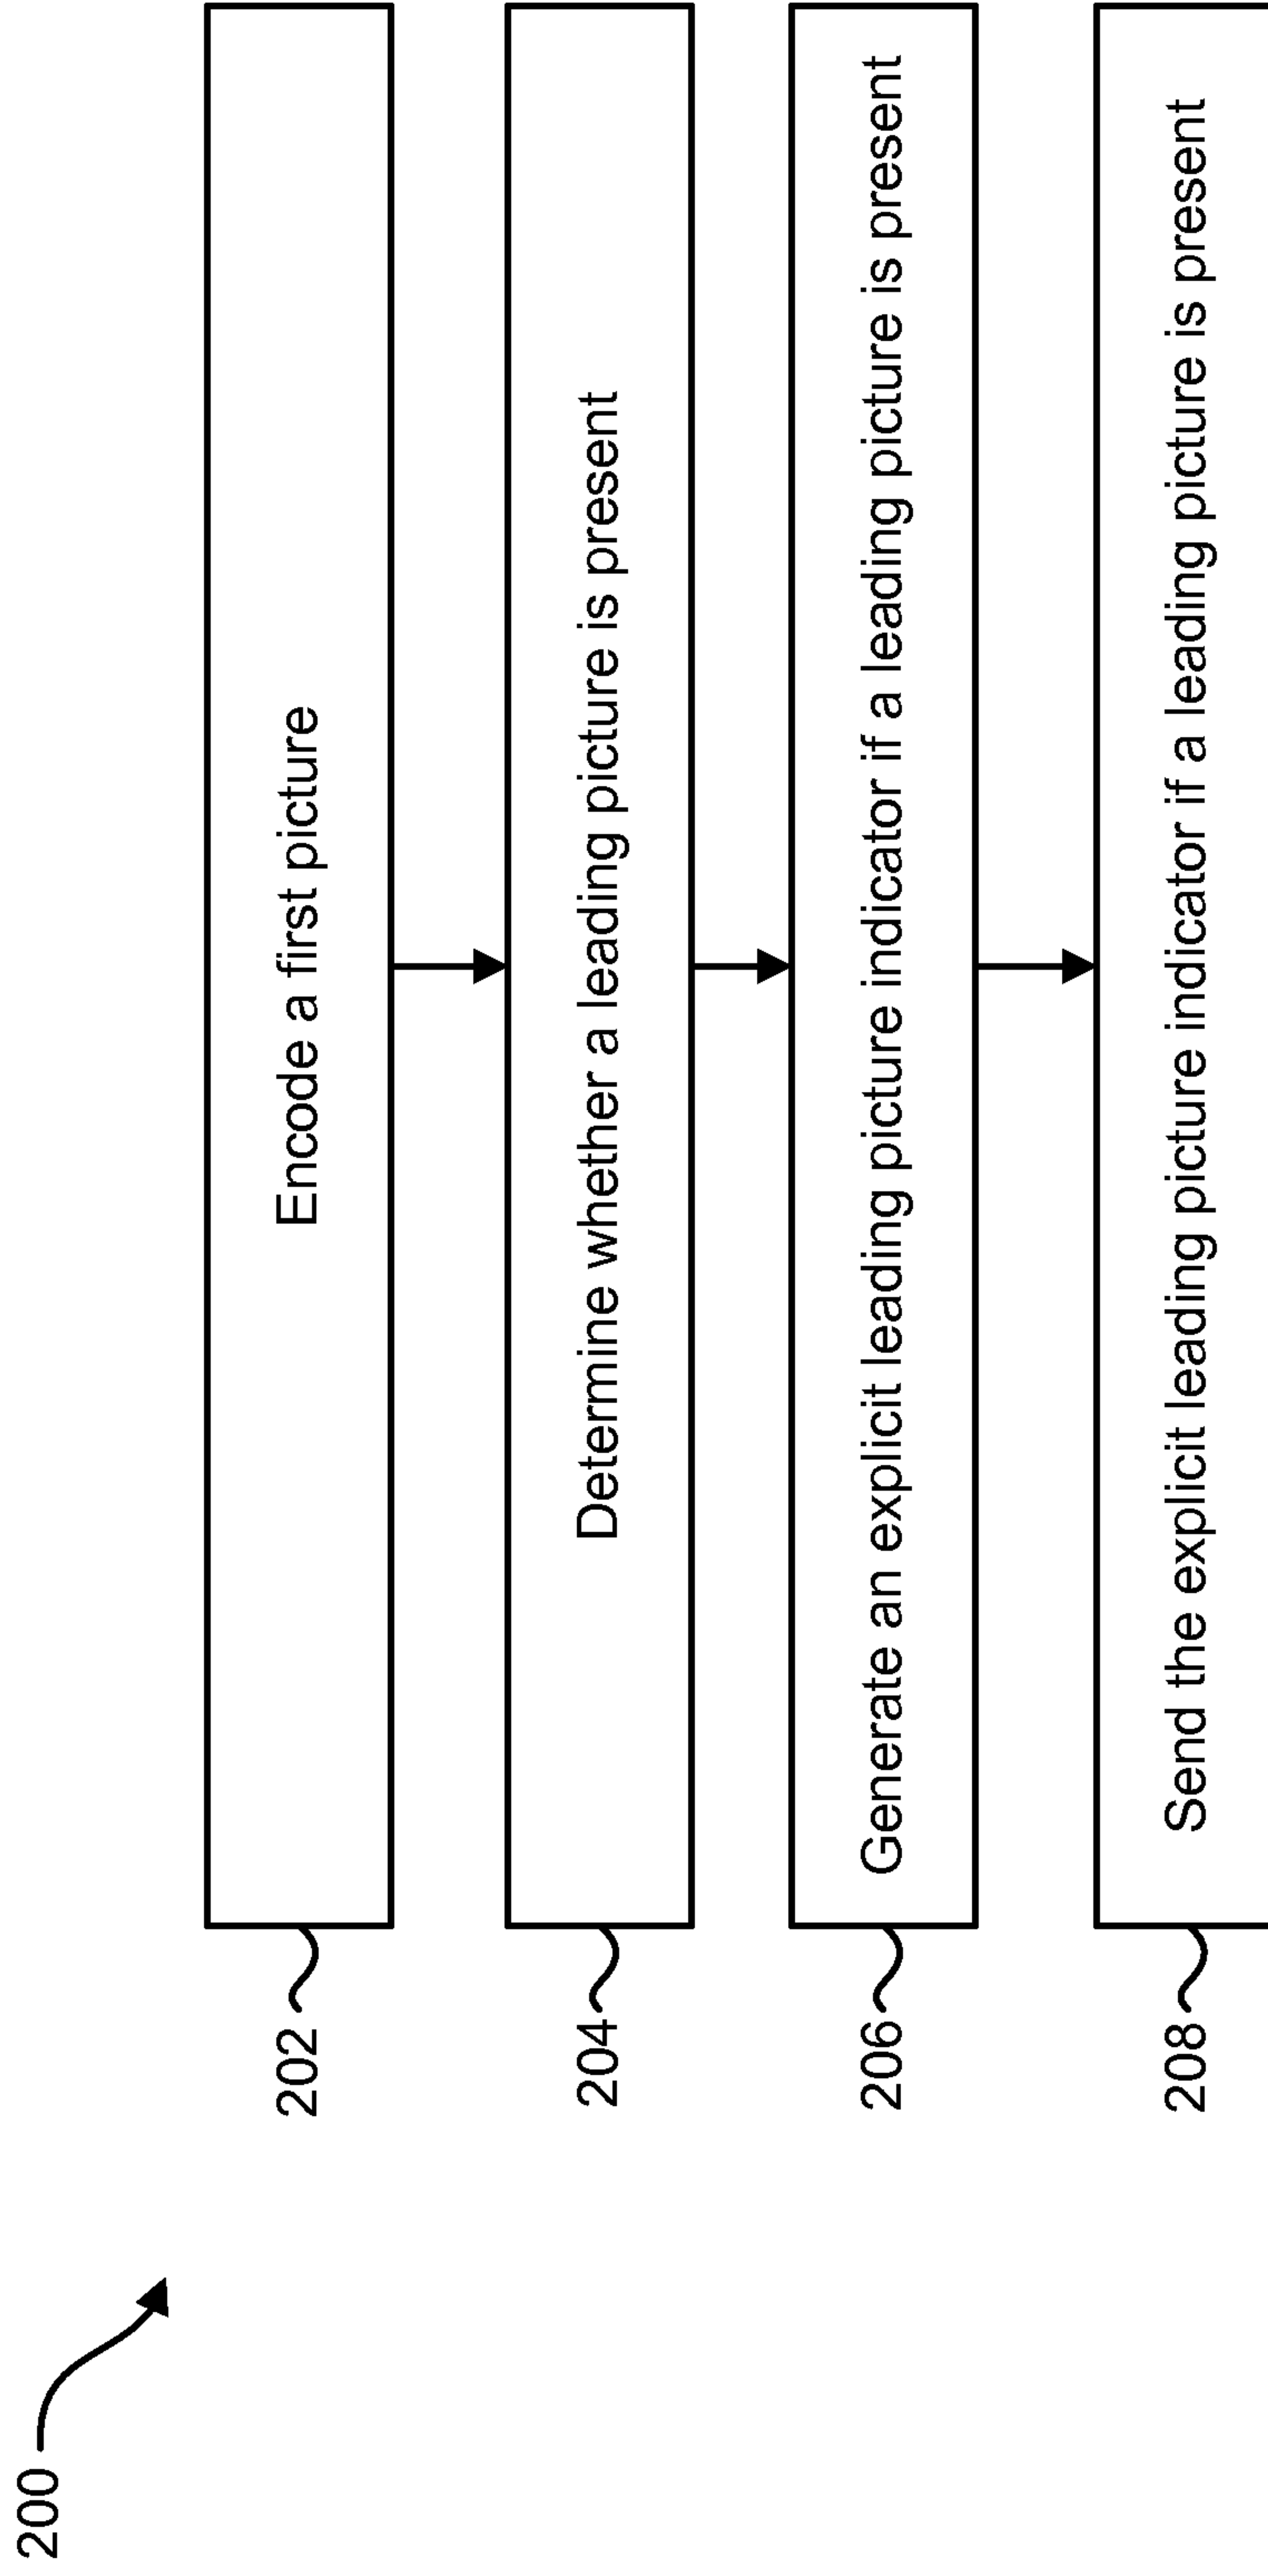 200
202
Encode a first picture
204
Determine whether a leading picture is present
206
Generate an explicit leading picture indicator if a leading picture is present
208
Send the explicit leading picture indicator if a leading picture is present